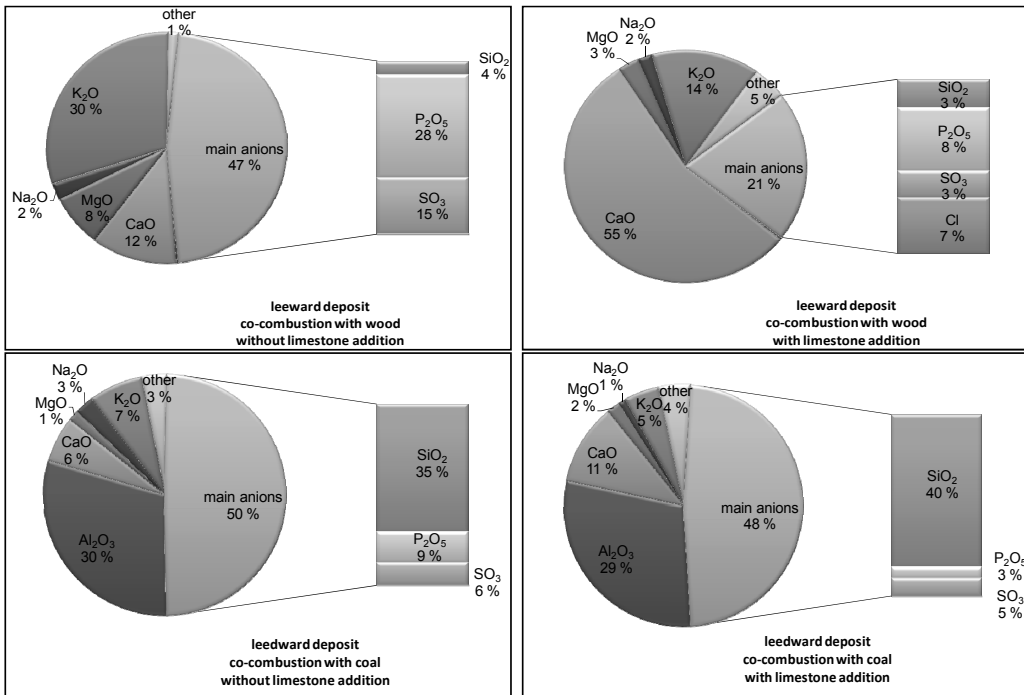 other
1 %
K₂O
30 %
Na₂O
2 %
MgO
8 %
CaO
12 %
main anions
47 %
SiO₂
4 %
P₂O₅
28 %
SO₃
15 %
leeward deposit
co-combustion with wood
without limestone addition
Na₂O
2 %
MgO
3 %
K₂O
14 %
other
5 %
main anions
21 %
CaO
55 %
SiO₂
3 %
P₂O₅
8 %
SO₃
3 %
Cl
7 %
leeward deposit
co-combustion with wood
with limestone addition
Na₂O
3 %
MgO
1 %
CaO
6 %
K₂O
7 %
other
3 %
main anions
50 %
Al₂O₃
30 %
SiO₂
35 %
P₂O₅
9 %
SO₃
6 %
leedward deposit
co-combustion with coal
without limestone addition
Na₂O
1 %
MgO
2 %
CaO
11 %
K₂O
5 %
other
4 %
main anions
48 %
Al₂O₃
29 %
SiO₂
40 %
P₂O₅
3 %
SO₃
5 %
leedward deposit
co-combustion with coal
with limestone addition